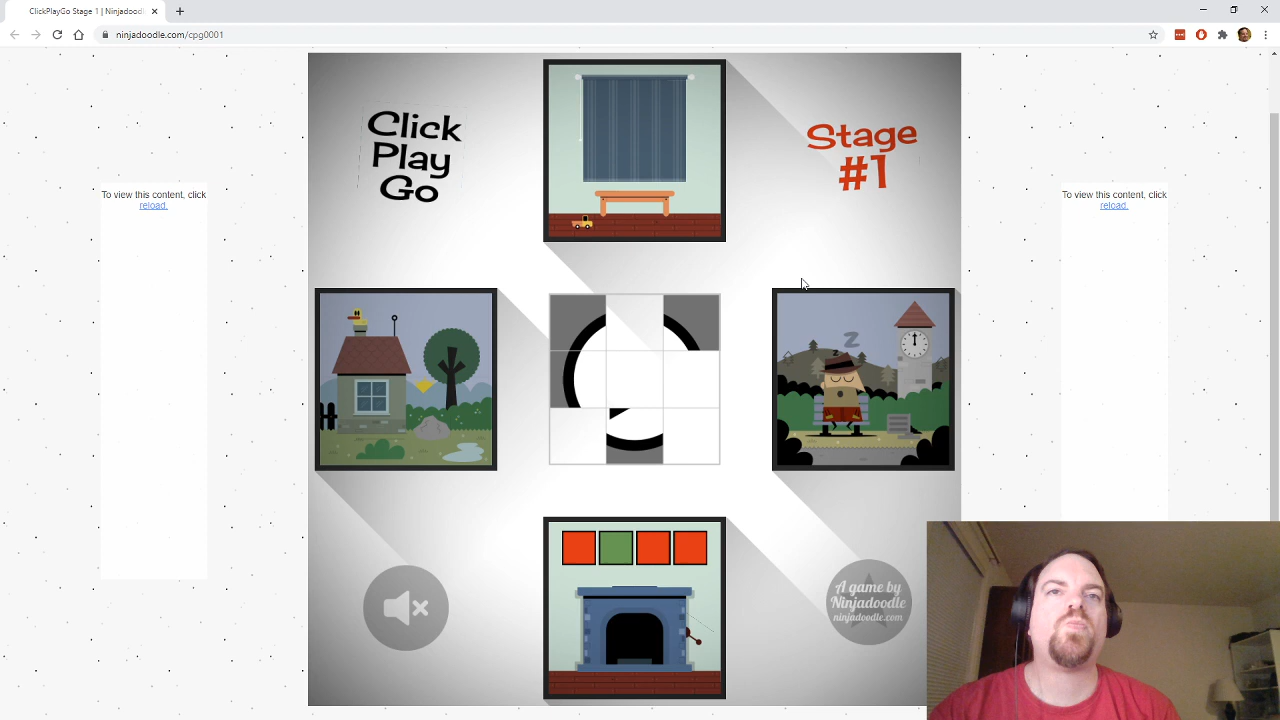 ClickPlayGo Stage 1 | Ninjadoodl
ninjadoodle.com/cpg0001
Click
Play
Go
Stage
#1
To view this content, click
reload.
To view this content, click
reload.
z
Z
A game by
Ninjadoodle
ninjadoodle.com